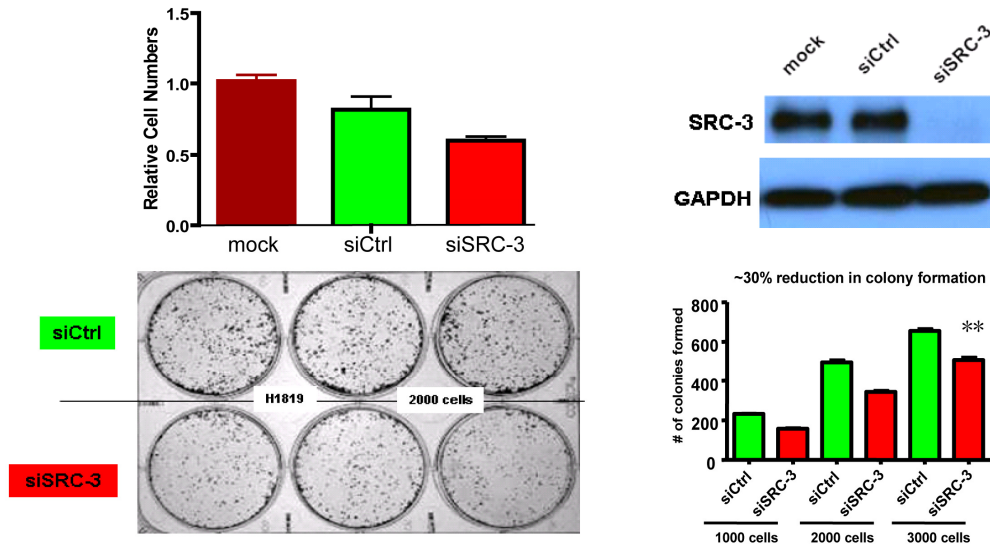 Relative Cell Numbers
1.5
1.0
0.5
0.0
mock
siCtrl
siSRC-3
mock
siCtrl
siSRC-3
SRC-3
GAPDH
siCtrl
H1819
2000 cells
siSRC-3
~30% reduction in colony formation
# of colonies formed
800
600
400
200
0
**
siCtrl
siSRC-3
siCtrl
siSRC-3
siCtrl
siSRC-3
1000 cells
2000 cells
3000 cells